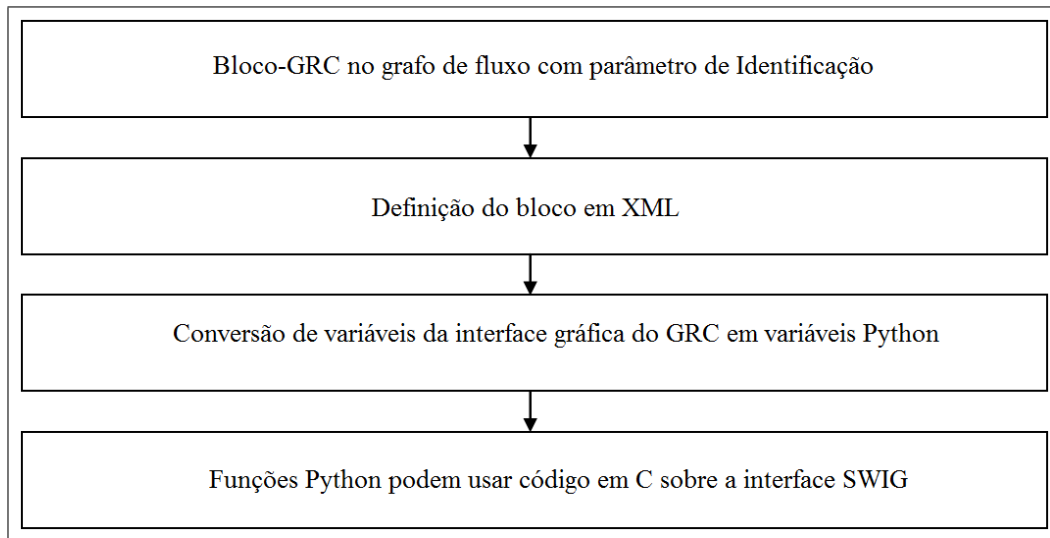 Bloco-GRC no grafo de fluxo com parâmetro de Identificação
Definição do bloco em XML
Conversão de variáveis da interface gráfica do GRC em variáveis Python
Funções Python podem usar código em C sobre a interface SWIG